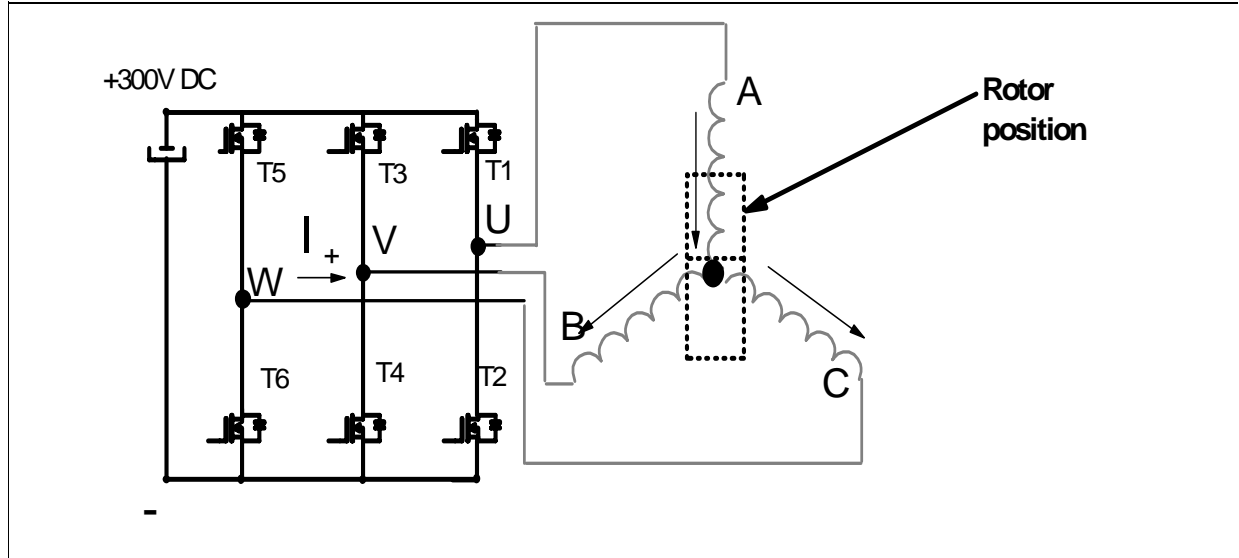 +300V DC
A
Rotor
position
T5
T3
T1
U
I
+
V
W
B
T6
T4
T2
C
-